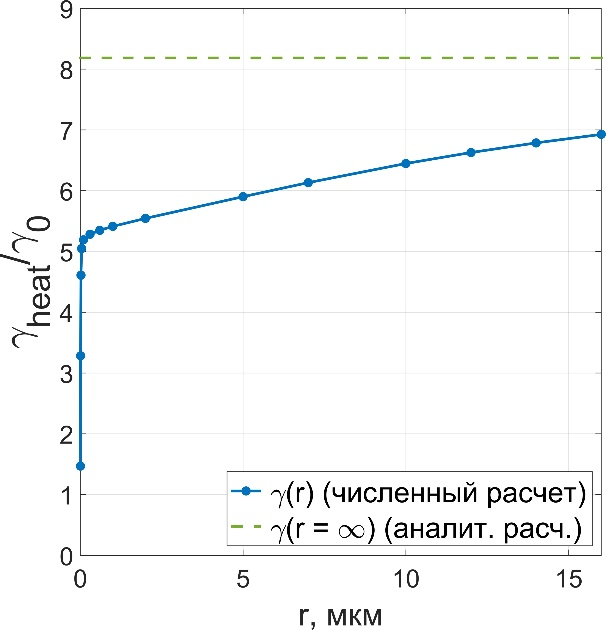 9
8
7
6
5
4
3
2
1
0
γheat/γ0
γ(r) (численный расчет)
γ(r = ∞) (аналит. расч.)
0 5 10 15
r, мкм